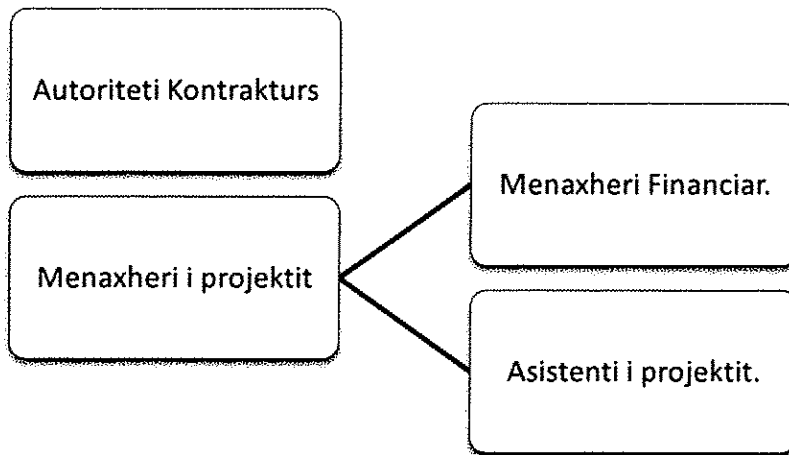 Autoriteti Kontrakturs
Menaxheri i projektit
Menaxheri Financiar.
Asistenti i projektit.